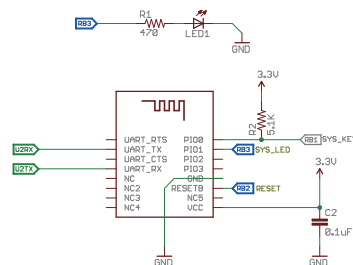 RB3
R1
470
LED1
GND
3.3V
R2
5.1K
UART_RTS PIO0 RB1 SYS_KE
U2RX UART_TX PIO1 RB3 SYS_LED
UART_CTS PIO2
U2TX UART_RX PIO3
NC GND
NC2 RESETB RB2 RESET
NC3 NC5
NC4 VCC
3.3V
C2
0.1uF
GND
GND